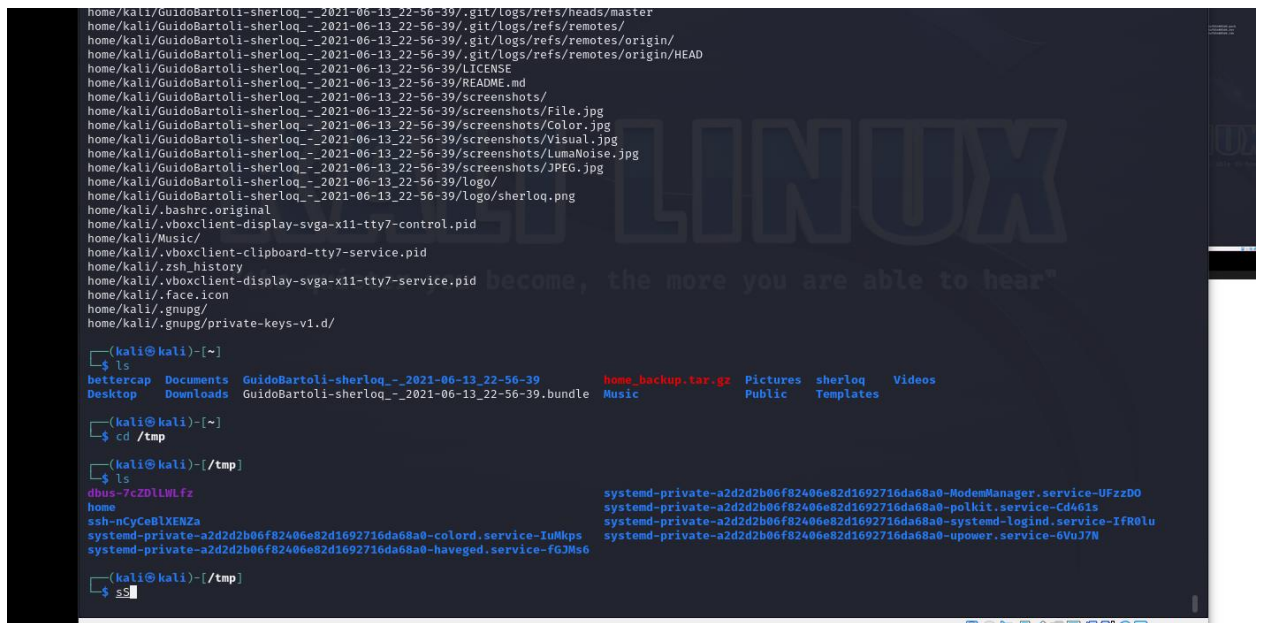 home/kali/GuidoBartoli-sherloq_-_2021-06-13_22-56-39/.git/logs/refs/heads/master
home/kali/GuidoBartoli-sherloq_-_2021-06-13_22-56-39/.git/logs/refs/remotes/
home/kali/GuidoBartoli-sherloq_-_2021-06-13_22-56-39/.git/logs/refs/remotes/origin/
home/kali/GuidoBartoli-sherloq_-_2021-06-13_22-56-39/.git/logs/refs/remotes/origin/HEAD
home/kali/GuidoBartoli-sherloq_-_2021-06-13_22-56-39/LICENSE
home/kali/GuidoBartoli-sherloq_-_2021-06-13_22-56-39/README.md
home/kali/GuidoBartoli-sherloq_-_2021-06-13_22-56-39/screenshots/
home/kali/GuidoBartoli-sherloq_-_2021-06-13_22-56-39/screenshots/File.jpg
home/kali/GuidoBartoli-sherloq_-_2021-06-13_22-56-39/screenshots/Color.jpg
home/kali/GuidoBartoli-sherloq_-_2021-06-13_22-56-39/screenshots/Visual.jpg
home/kali/GuidoBartoli-sherloq_-_2021-06-13_22-56-39/screenshots/LumaNoise.jpg
home/kali/GuidoBartoli-sherloq_-_2021-06-13_22-56-39/screenshots/JPEG.jpg
home/kali/GuidoBartoli-sherloq_-_2021-06-13_22-56-39/logo/
home/kali/GuidoBartoli-sherloq_-_2021-06-13_22-56-39/logo/sherloq.png
home/kali/.bashrc.original
home/kali/.vboxclient-display-svga-x11-tty7-control.pid
home/kali/Music/
home/kali/.vboxclient-clipboard-tty7-service.pid
home/kali/.zsh_history
home/kali/.vboxclient-display-svga-x11-tty7-service.pid
home/kali/.face.icon
home/kali/.gnupg/
home/kali/.gnupg/private-keys-v1.d/
LINUX
become, the more you are able to hear"
┌──(kali㉿kali)-[~]
└─$ ls
bettercap Documents GuidoBartoli-sherloq_-_2021-06-13_22-56-39 home_backup.tar.gz Pictures sherloq Videos
Desktop Downloads GuidoBartoli-sherloq_-_2021-06-13_22-56-39.bundle Music Public Templates
┌──(kali㉿kali)-[~]
└─$ cd /tmp
┌──(kali㉿kali)-[/tmp]
└─$ ls
dbus-7cZDlLWLfz systemd-private-a2d2d2b06f82406e82d1692716da68a0-ModemManager.service-UFzzDO
home systemd-private-a2d2d2b06f82406e82d1692716da68a0-polkit.service-Cd461s
ssh-nCyCeBlXENZa systemd-private-a2d2d2b06f82406e82d1692716da68a0-systemd-logind.service-IfR0lu
systemd-private-a2d2d2b06f82406e82d1692716da68a0-colord.service-IuMkps systemd-private-a2d2d2b06f82406e82d1692716da68a0-upower.service-6VuJ7N
systemd-private-a2d2d2b06f82406e82d1692716da68a0-haveged.service-fGJMs6
┌──(kali㉿kali)-[/tmp]
└─$ sS